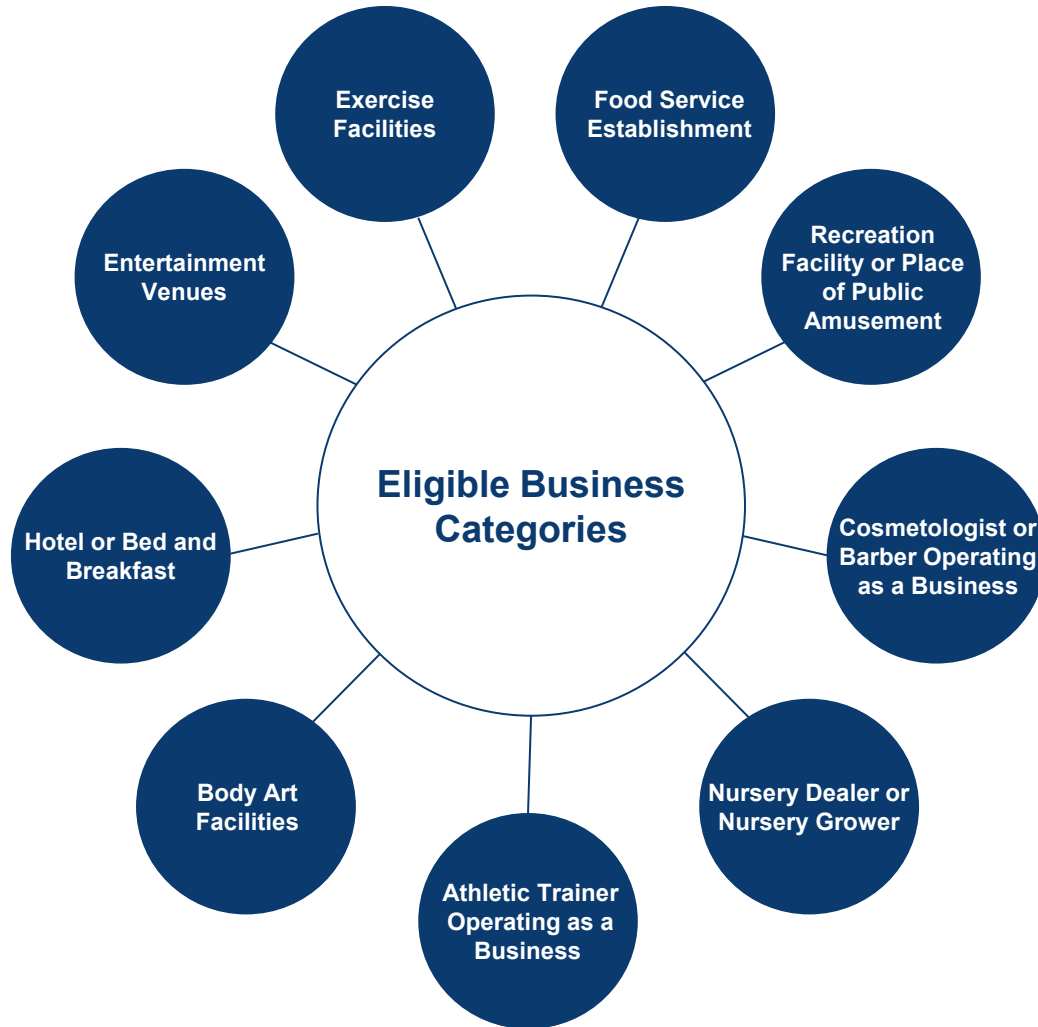 Exercise
Facilities
Food Service
Establishment
Recreation
Facility or Place
of Public
Amusement
Entertainment
Venues
Eligible Business
Categories
Hotel or Bed and
Breakfast
Cosmetologist or
Barber Operating
as a Business
Body Art
Facilities
Nursery Dealer or
Nursery Grower
Athletic Trainer
Operating as a
Business